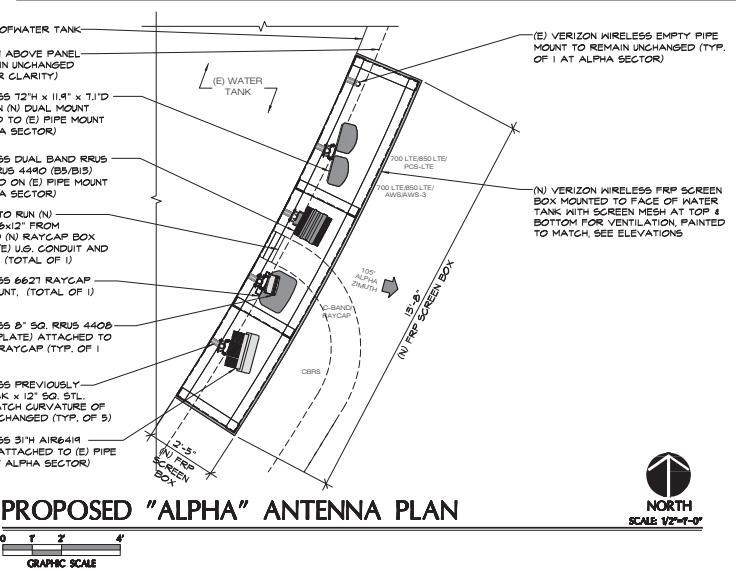 OF WATER TANK
ABOVE PANEL
IN UNCHANGED
CLARITY)
SS 72"H x 11.9" x 7.1"D
(N) DUAL MOUNT
TO (E) PIPE MOUNT
SECTOR)
SS DUAL BAND RRUS
RUS 4490 (B5/B13)
ON (E) PIPE MOUNT
SECTOR)
TO RUN (N)
FROM
(N) RAYCAP BOX
(E) U.G. CONDUIT AND
(TOTAL OF 1)
SS 6627 RAYCAP
UNT, (TOTAL OF 1)
SS 8" SQ. RRUS 4408
PLATE) ATTACHED TO
RAYCAP (TYP. OF 1
SS PREVIOUSLY
CK x 12" SQ. STL.
ATCH CURVATURE OF
CHANGED (TYP. OF 5)
SS 31"H AIR6419
ATTACHED TO (E) PIPE
ALPHA SECTOR)
(E) WATER
TANK
700 LTE/850 LTE/
PCS-LTE
700 LTE/850 LTE/
AWS/AWS-3
105°
ALPHA
ZIMUTH
C-BAND/
RAYCAP
CBRS
13'-8"
(N) FRP SCREEN BOX
2'-5"
(N) FRP
SCREEN
BOX
(E) VERIZON WIRELESS EMPTY PIPE
MOUNT TO REMAIN UNCHANGED (TYP.
OF 1 AT ALPHA SECTOR)
(N) VERIZON WIRELESS FRP SCREEN
BOX MOUNTED TO FACE OF WATER
TANK WITH SCREEN MESH AT TOP &
BOTTOM FOR VENTILATION, PAINTED
TO MATCH, SEE ELEVATIONS
PROPOSED "ALPHA" ANTENNA PLAN
NORTH
SCALE: 1/2"=1'-0"
0 1' 2' 4'
GRAPHIC SCALE